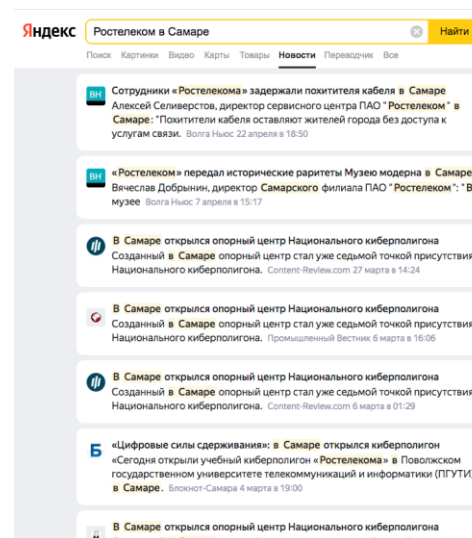 Яндекс Ростелеком в Самаре Найти
Поиск Картинки Видео Карты Товары Новости Переводчик Все
ВН Сотрудники «Ростелекома» задержали похитителя кабеля в Самаре
Алексей Селиверстов, директор сервисного центра ПАО "Ростелеком" в
Самаре: "Похитители кабеля оставляют жителей города без доступа к
услугам связи. Волга Ньюс 22 апреля в 18:50
ВН «Ростелеком» передал исторические раритеты Музею модерна в Самаре
Вячеслав Добрынин, директор Самарского филиала ПАО "Ростелеком": "В
музее Волга Ньюс 7 апреля в 15:17
В Самаре открылся опорный центр Национального киберполигона
Созданный в Самаре опорный центр стал уже седьмой точкой присутствия
Национального киберполигона. Content-Review.com 27 марта в 14:24
В Самаре открылся опорный центр Национального киберполигона
Созданный в Самаре опорный центр стал уже седьмой точкой присутствия
Национального киберполигона. Промышленный Вестник 6 марта в 16:06
В Самаре открылся опорный центр Национального киберполигона
Созданный в Самаре опорный центр стал уже седьмой точкой присутствия
Национального киберполигона. Content-Review.com 6 марта в 01:29
Б «Цифровые силы сдерживания»: в Самаре открылся киберполигон
«Сегодня открыли учебный киберполигон «Ростелекома» в Поволжском
государственном университете телекоммуникаций и информатики (ПГУТИ)
в Самаре. Блокнот-Самара 4 марта в 19:00
В Самаре открылся опорный центр Национального киберполигона